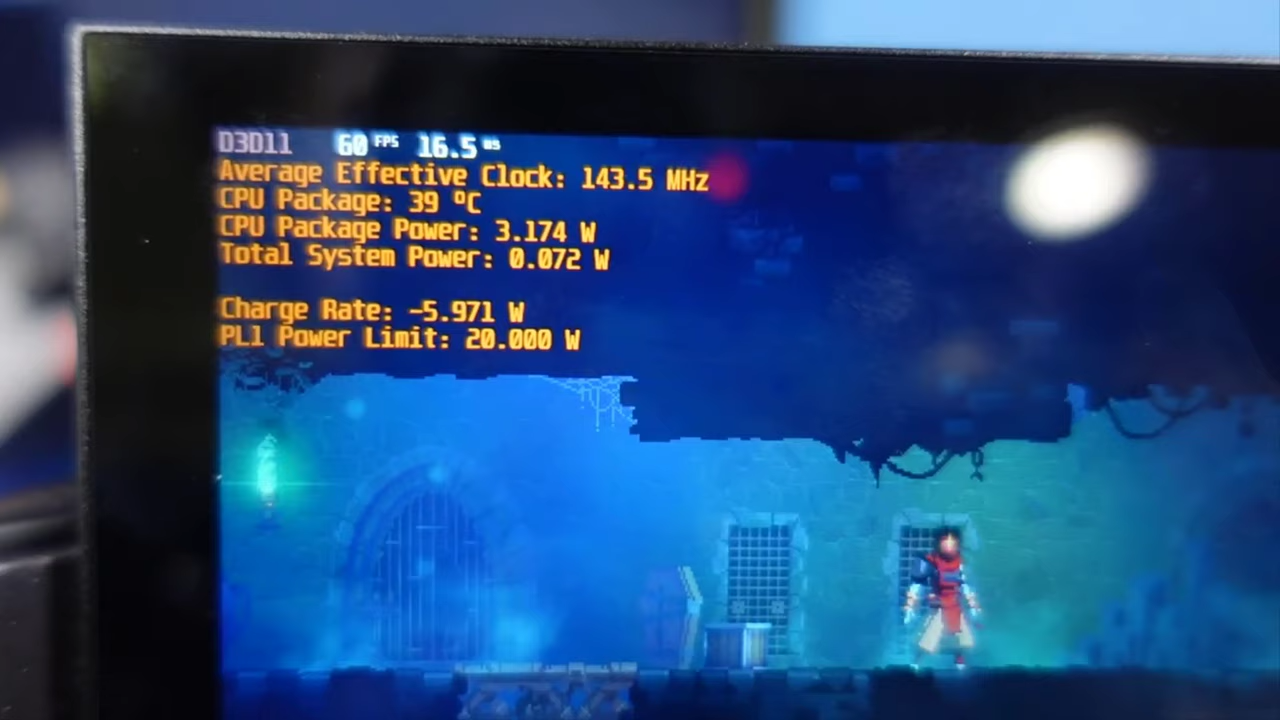 D3D11 60 FPS 16.5 ms
Average Effective Clock: 143.5 MHz
CPU Package: 39 ºC
CPU Package Power: 3.174 W
Total System Power: 0.072 W
Charge Rate: -5.971 W
PL1 Power Limit: 20.000 W